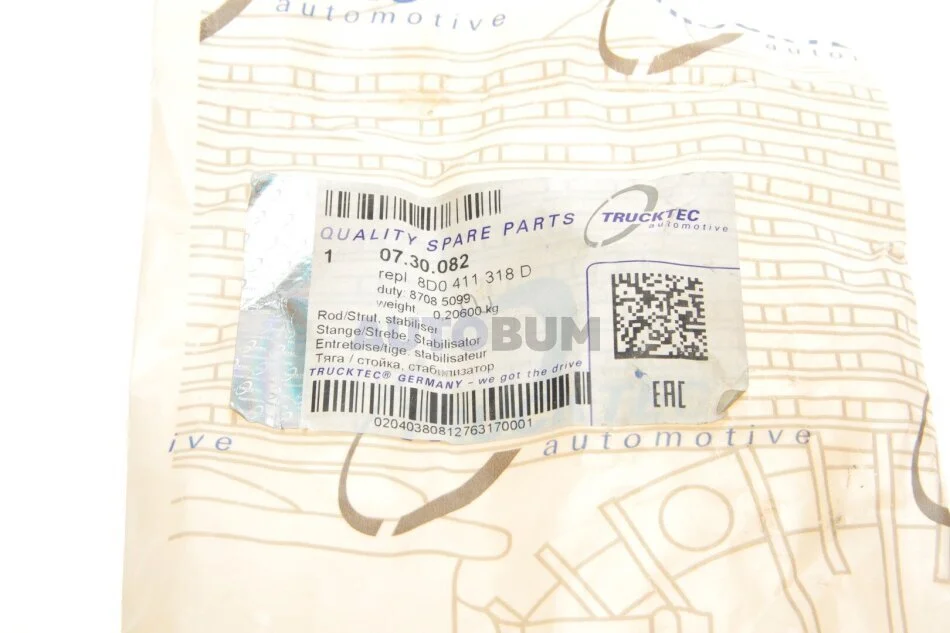 automotive
auto
QUALITY SPARE PARTS
TRUCKTEC
automotive
1 07.30.082
repl. 8D0 411 318 D
duty: 8708 5099
weight 0.20600 kg
Rod/Strut, stabiliser
Stange/Strebe, Stabilisator
Entretoise/tige, stabilisateur
Тяга / стойка, стабилизатор
AUTOBUM
TRUCKTEC® GERMANY - we got the drive
EAC
02040380812763170001
ive
automotive